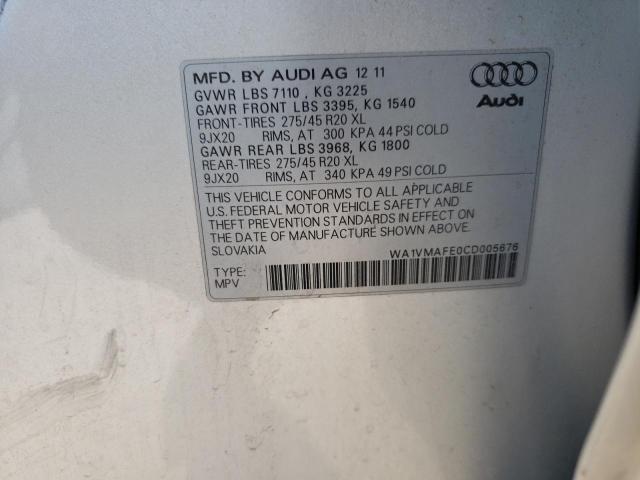 MFD. BY AUDI AG 12 11
GVWR LBS 7110 , KG 3225
GAWR FRONT LBS 3395, KG 1540
FRONT-TIRES 275/45 R20 XL
9JX20 RIMS, AT 300 KPA 44 PSI COLD
GAWR REAR LBS 3968, KG 1800
REAR-TIRES 275/45 R20 XL
9JX20 RIMS, AT 340 KPA 49 PSI COLD
Audi
THIS VEHICLE CONFORMS TO ALL APPLICABLE
U.S. FEDERAL MOTOR VEHICLE SAFETY AND
THEFT PREVENTION STANDARDS IN EFFECT ON
THE DATE OF MANUFACTURE SHOWN ABOVE.
SLOVAKIA
WA1VMAFE0CD005676
TYPE:
MPV